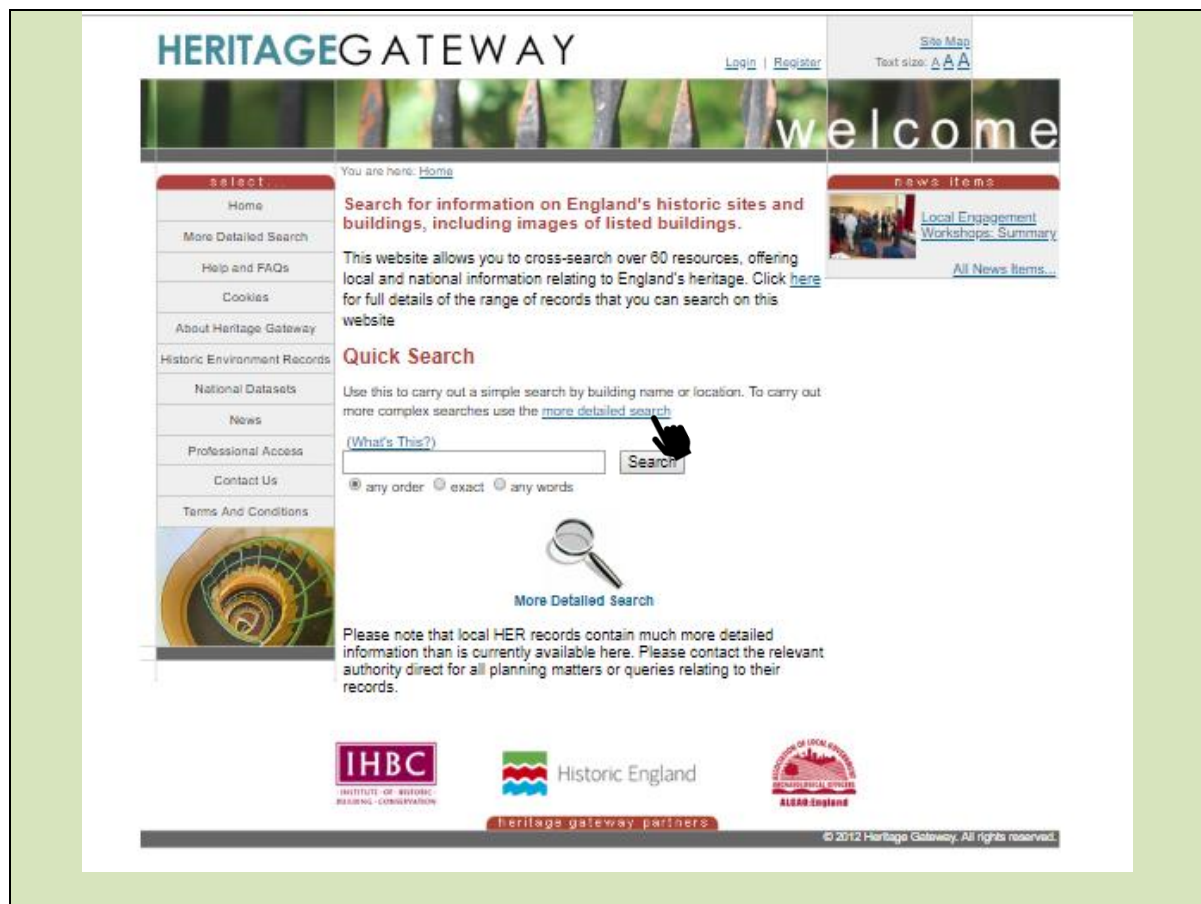 HERITAGEGATEWAY
Login | Register
Site Map
Text size: A A A
welcome
select...
Home
More Detailed Search
Help and FAQs
Cookies
About Heritage Gateway
Historic Environment Records
National Datasets
News
Professional Access
Contact Us
Terms And Conditions
You are here: Home
Search for information on England's historic sites and
buildings, including images of listed buildings.
This website allows you to cross-search over 60 resources, offering
local and national information relating to England's heritage. Click here
for full details of the range of records that you can search on this
website
Quick Search
Use this to carry out a simple search by building name or location. To carry out
more complex searches use the more detailed search
(What's This?)
Search
any order exact any words
More Detailed Search
Please note that local HER records contain much more detailed
information than is currently available here. Please contact the relevant
authority direct for all planning matters or queries relating to their
records.
news items
Local Engagement
Workshops: Summary
All News Items...
IHBC
INSTITUTE OF HISTORIC
BUILDING CONSERVATION
Historic England
ASSOCIATION OF LOCAL GOVERNMENT
ARCHAEOLOGICAL OFFICERS
ALGAO:England
heritage gateway partners
© 2012 Heritage Gateway. All rights reserved.